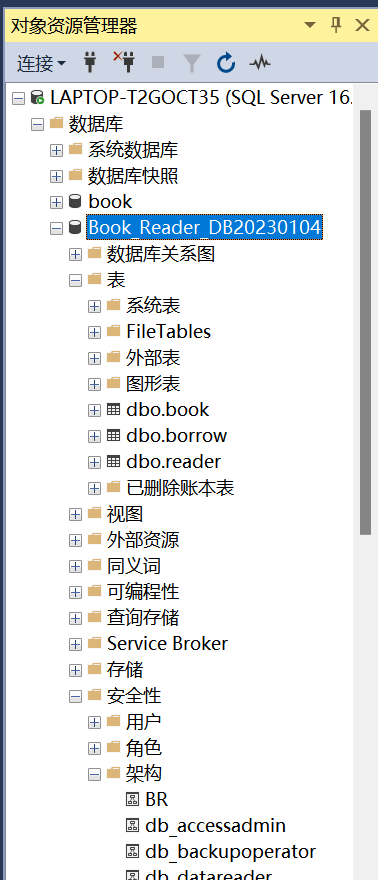 对象资源管理器
连接
LAPTOP-T2GOCT35 (SQL Server 16.
数据库
系统数据库
数据库快照
book
Book_Reader_DB20230104
数据库关系图
表
系统表
FileTables
外部表
图形表
dbo.book
dbo.borrow
dbo.reader
已删除账本表
视图
外部资源
同义词
可编程性
查询存储
Service Broker
存储
安全性
用户
角色
架构
BR
db_accessadmin
db_backupoperator
db_datareader